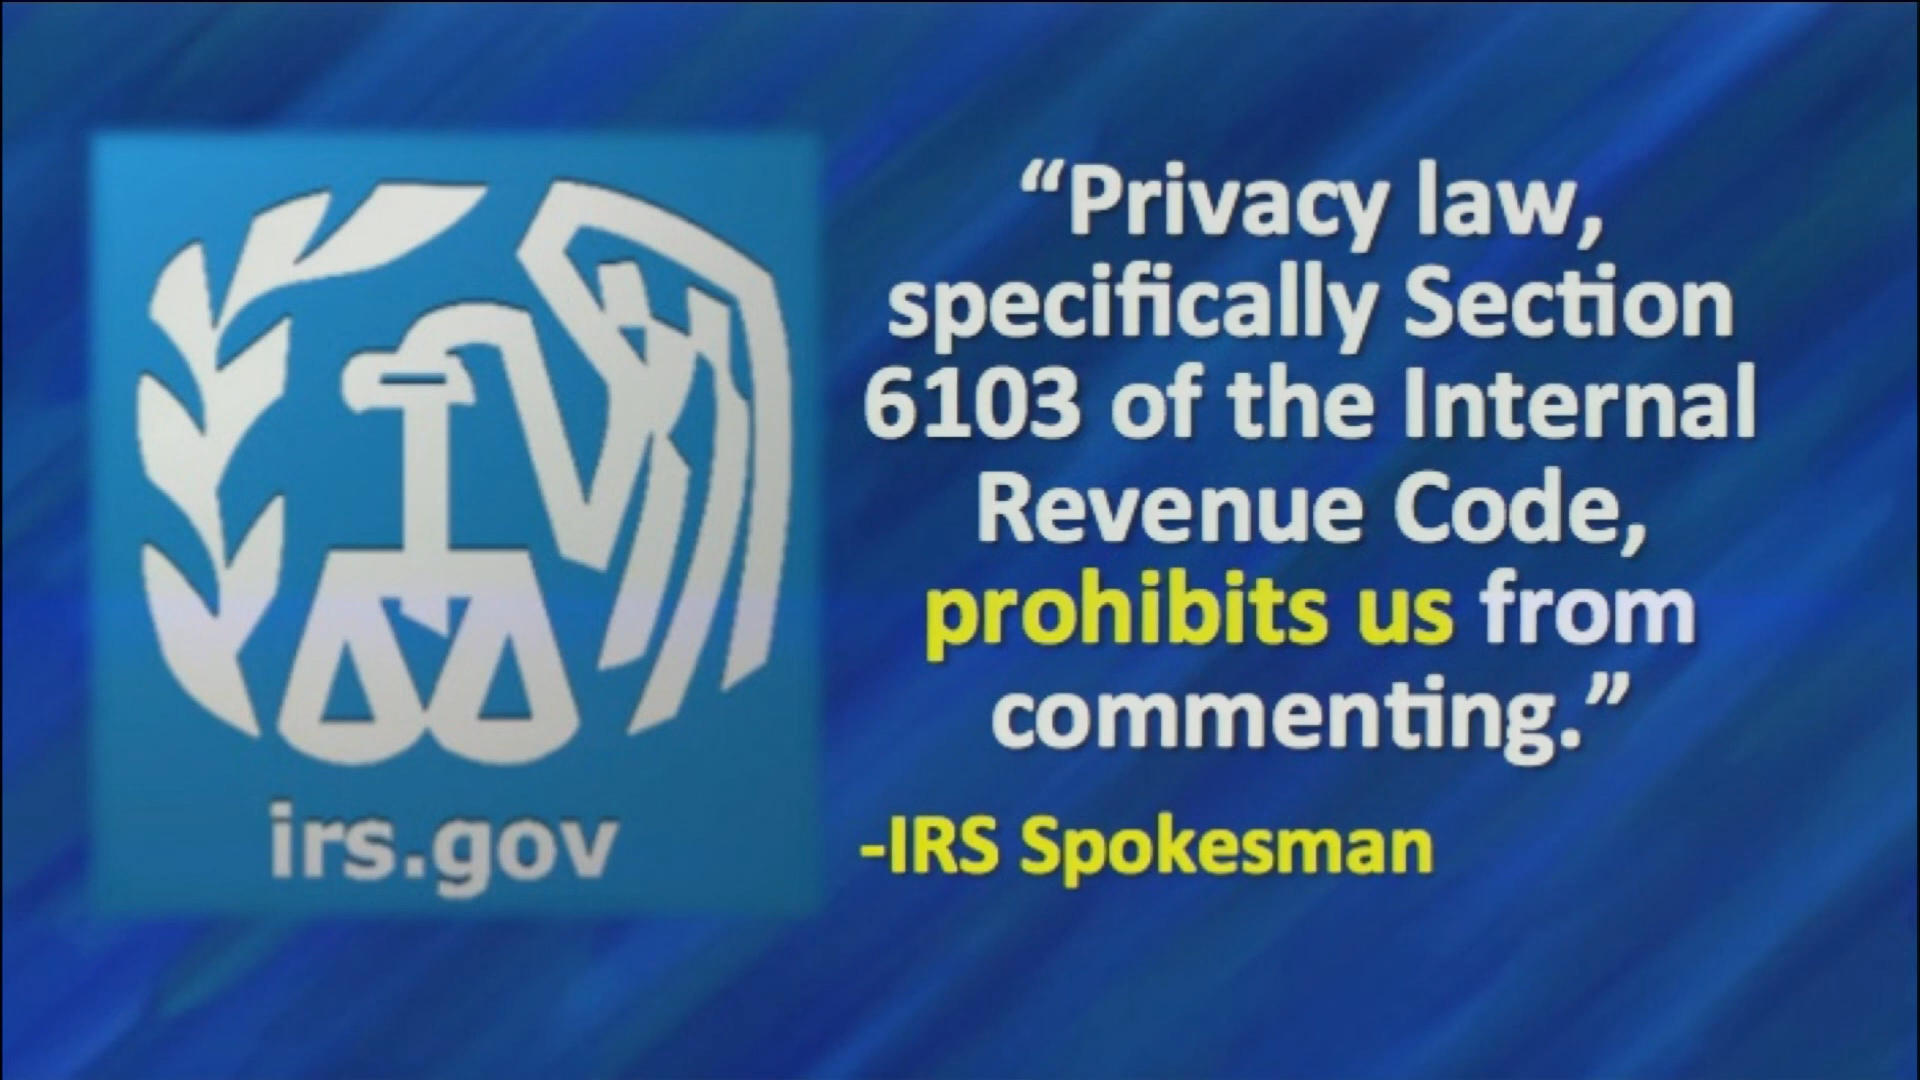 “Privacy law,
specifically Section
6103 of the Internal
Revenue Code,
prohibits us from
commenting.”
-IRS Spokesman
irs.gov